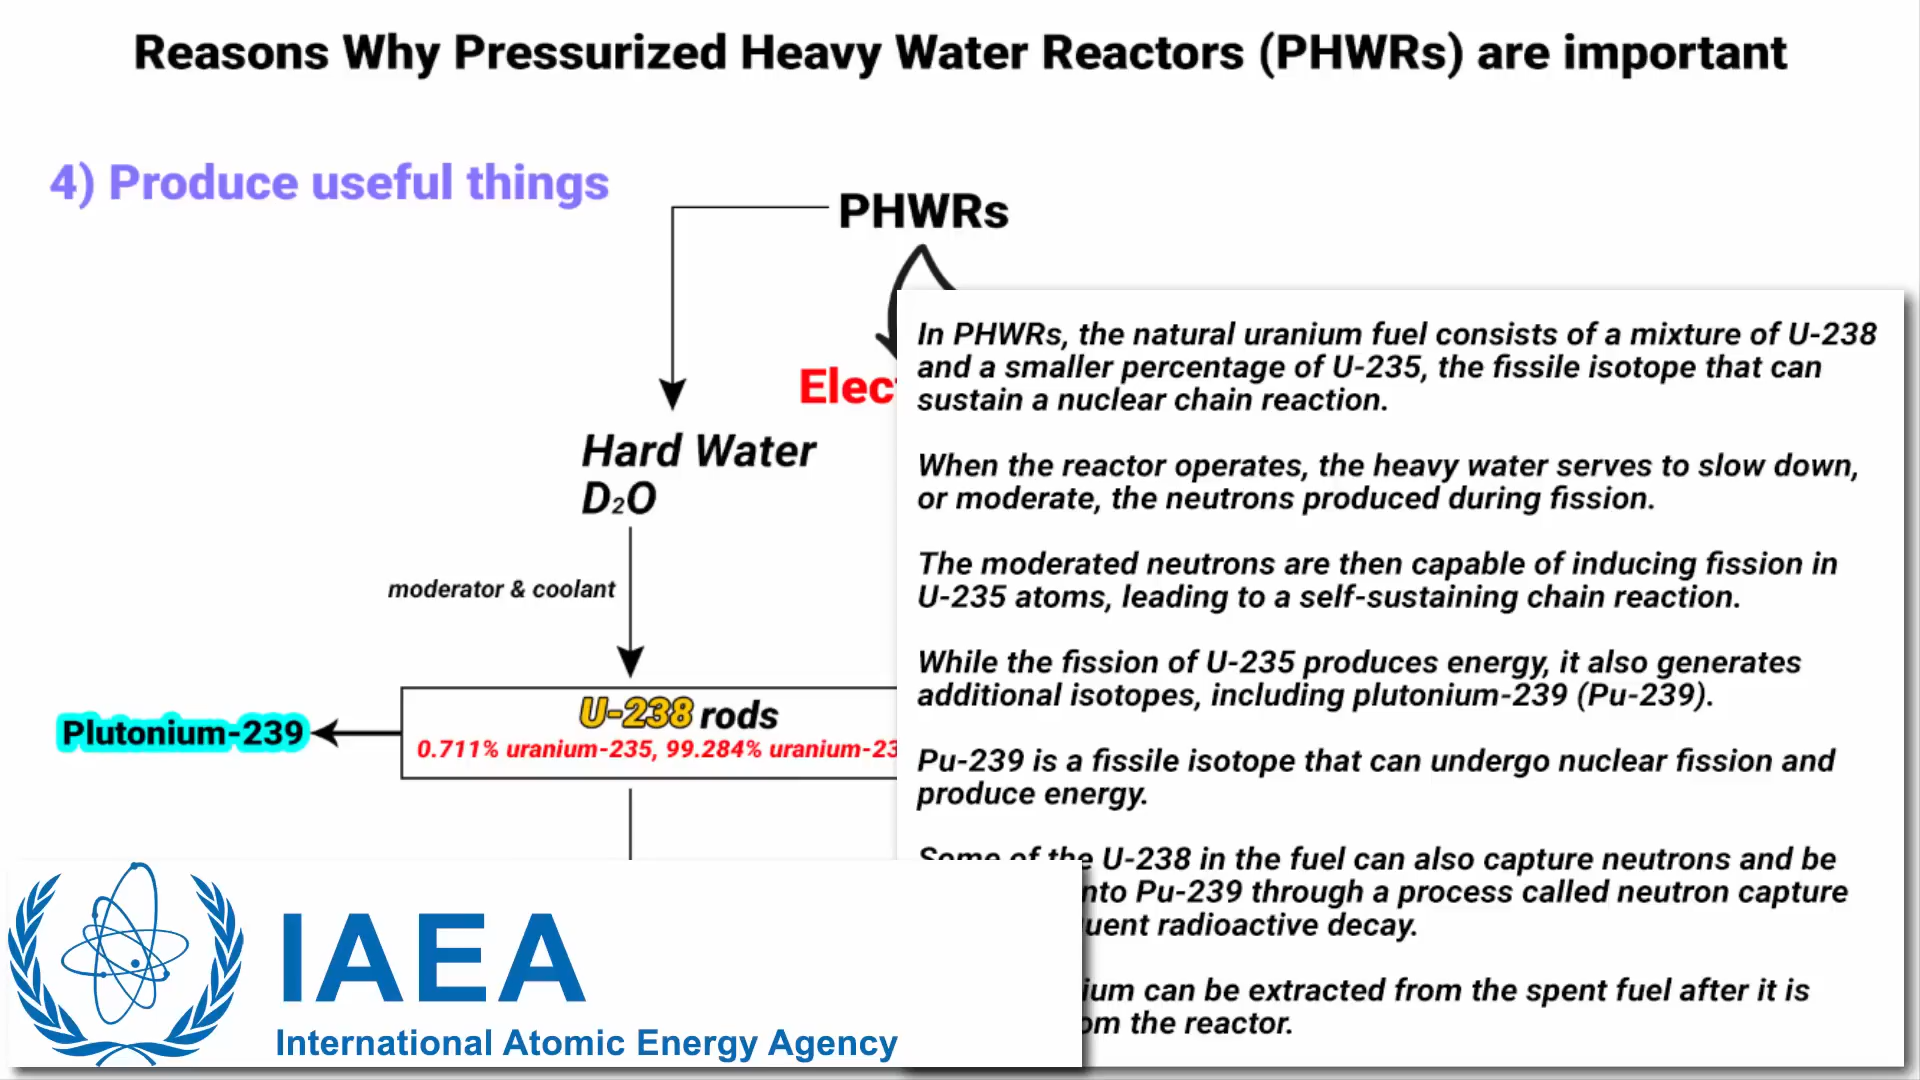 Reasons Why Pressurized Heavy Water Reactors (PHWRs) are important
4) Produce useful things
PHWRs
Elec
Hard Water
D₂O
moderator & coolant
Plutonium-239
U-238 rods
0.711% uranium-235, 99.284% uranium-23
In PHWRs, the natural uranium fuel consists of a mixture of U-238
and a smaller percentage of U-235, the fissile isotope that can
sustain a nuclear chain reaction.
When the reactor operates, the heavy water serves to slow down,
or moderate, the neutrons produced during fission.
The moderated neutrons are then capable of inducing fission in
U-235 atoms, leading to a self-sustaining chain reaction.
While the fission of U-235 produces energy, it also generates
additional isotopes, including plutonium-239 (Pu-239).
Pu-239 is a fissile isotope that can undergo nuclear fission and
produce energy.
Some of the U-238 in the fuel can also capture neutrons and be
nto Pu-239 through a process called neutron capture
uent radioactive decay.
ium can be extracted from the spent fuel after it is
om the reactor.
IAEA
International Atomic Energy Agency